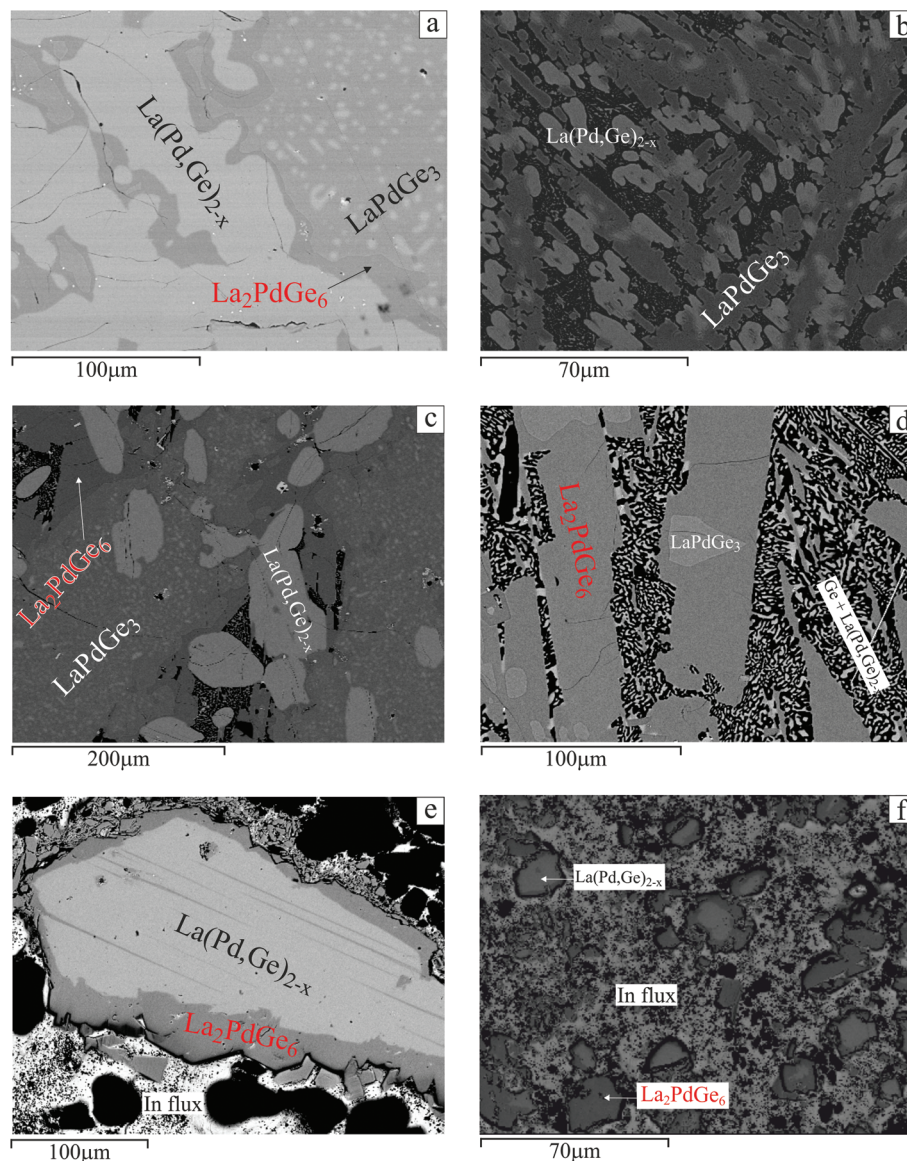 a
La(Pd,Ge)₂₋ₓ
LaPdGe₃
La₂PdGe₆
100μm
b
La(Pd,Ge)₂₋ₓ
LaPdGe₃
70μm
c
La₂PdGe₆
La(Pd,Ge)₂₋ₓ
LaPdGe₃
200μm
d
La₂PdGe₆
LaPdGe₃
Ge + La(Pd,Ge)₂₋
100μm
e
La(Pd,Ge)₂₋ₓ
La₂PdGe₆
In flux
100μm
f
La(Pd,Ge)₂₋ₓ
In flux
La₂PdGe₆
70μm